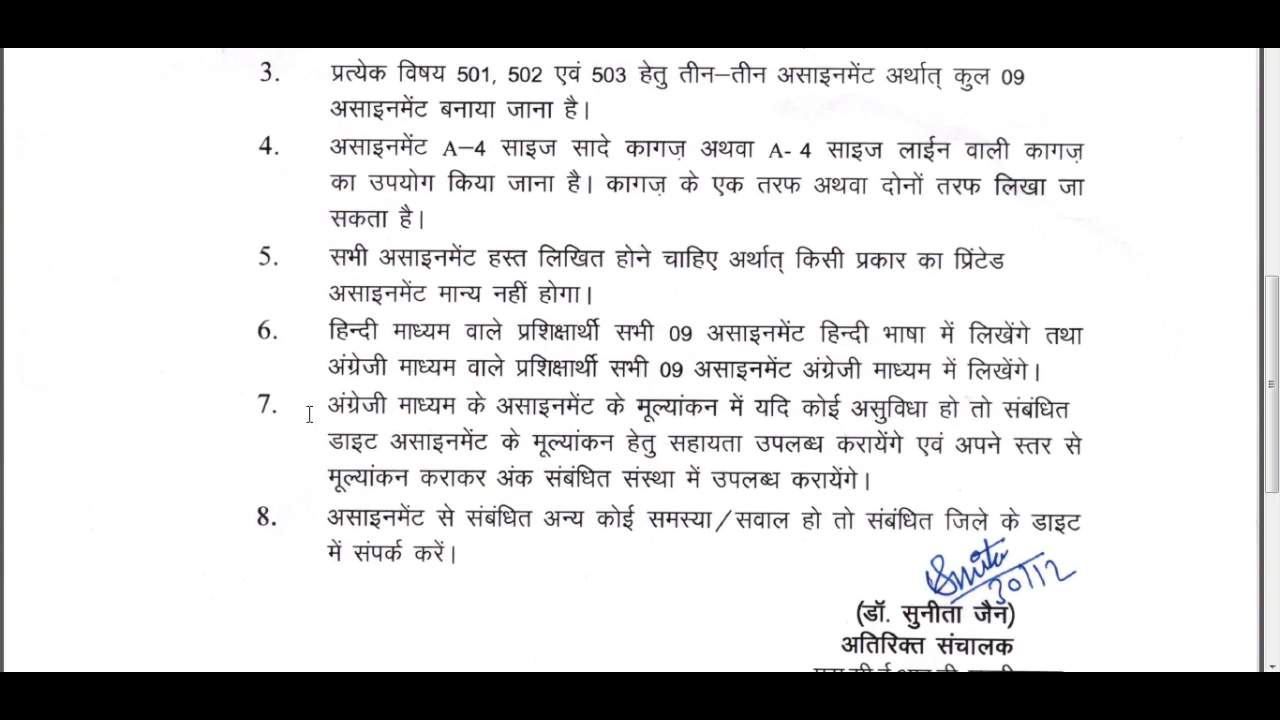 3. प्रत्येक विषय 501, 502 एवं 503 हेतु तीन–तीन असाइनमेंट अर्थात् कुल 09
असाइनमेंट बनाया जाना है।
4. असाइनमेंट A–4 साइज सादे कागज़ अथवा A- 4 साइज लाईन वाली कागज़
का उपयोग किया जाना है। कागज़ के एक तरफ अथवा दोनों तरफ लिखा जा
सकता है।
5. सभी असाइनमेंट हस्त लिखित होने चाहिए अर्थात् किसी प्रकार का प्रिंटेड
असाइनमेंट मान्य नहीं होगा।
6. हिन्दी माध्यम वाले प्रशिक्षार्थी सभी 09 असाइनमेंट हिन्दी भाषा में लिखेंगे तथा
अंग्रेजी माध्यम वाले प्रशिक्षार्थी सभी 09 असाइनमेंट अंग्रेजी माध्यम में लिखेंगे।
7. अंग्रेजी माध्यम के असाइनमेंट के मूल्यांकन में यदि कोई असुविधा हो तो संबंधित
डाइट असाइनमेंट के मूल्यांकन हेतु सहायता उपलब्ध करायेंगे एवं अपने स्तर से
मूल्यांकन कराकर अंक संबंधित संस्था में उपलब्ध करायेंगे।
8. असाइनमेंट से संबंधित अन्य कोई समस्या/सवाल हो तो संबंधित जिले के डाइट
में संपर्क करें।
(डॉ. सुनीता जैन)
अतिरिक्त संचालक